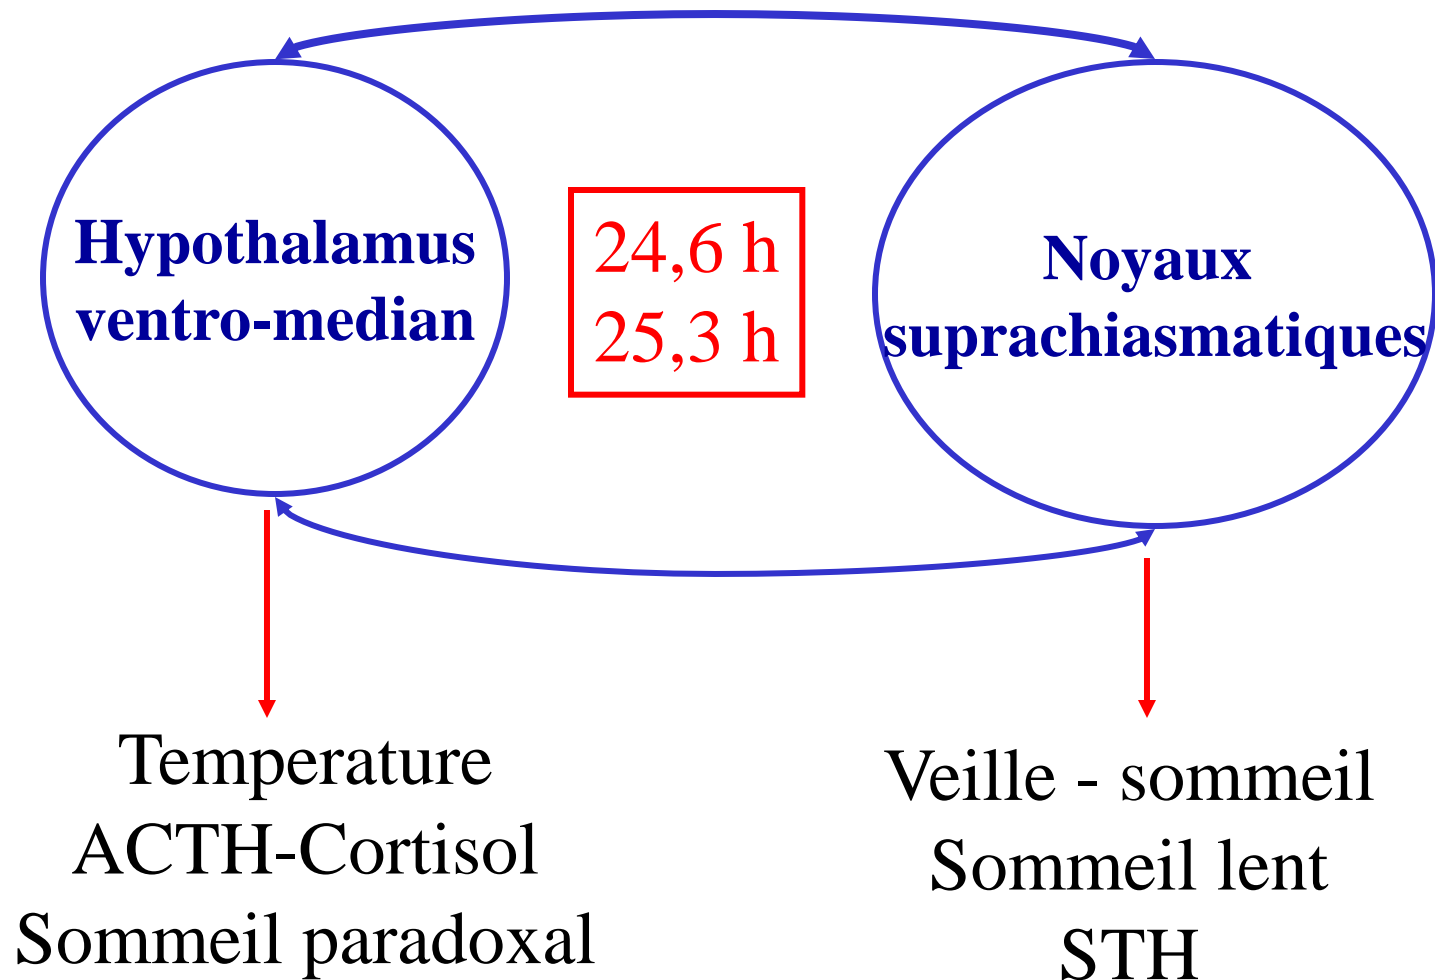 Hypothalamus
ventro-median
24,6 h
25,3 h
Noyaux
suprachiasmatiques
Temperature
ACTH-Cortisol
Sommeil paradoxal
Veille - sommeil
Sommeil lent
STH